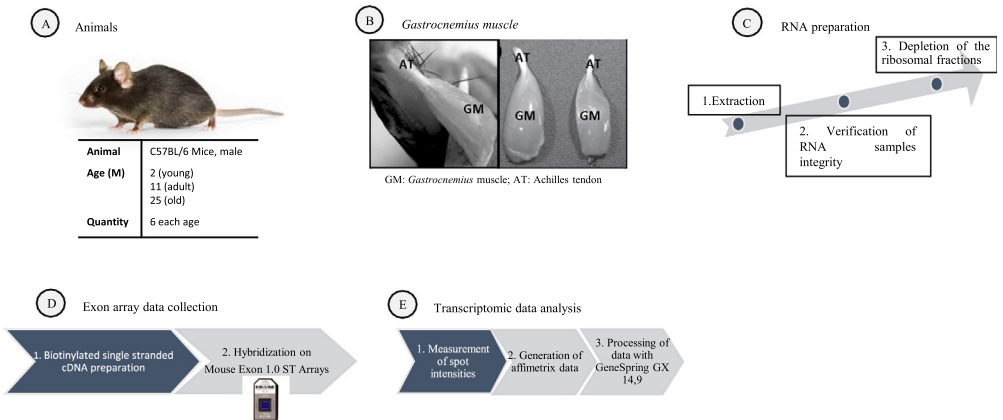 A
Animals
Animal
C57BL/6 Mice, male
Age (M)
2 (young)
11 (adult)
25 (old)
Quantity
6 each age
B
Gastrocnemius muscle
AT
GM
AT
AT
GM
GM
GM: Gastrocnemius muscle; AT: Achilles tendon
C
RNA preparation
1.Extraction
2. Verification of
RNA samples
integrity
3. Depletion of the
ribosomal fractions
D
Exon array data collection
1. Biotinylated single stranded
cDNA preparation
2. Hybridization on
Mouse Exon 1.0 ST Arrays
E
Transcriptomic data analysis
1. Measurement
of spot
intensities
2. Generation of
affimetrix data
3. Processing of
data with
GeneSpring GX
14,9